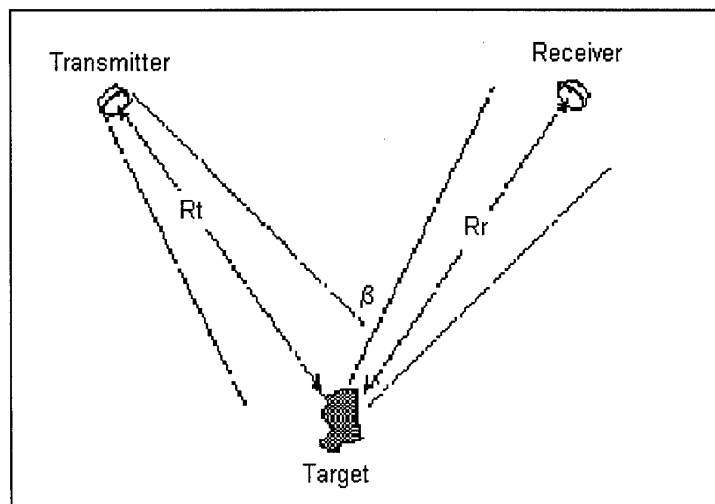 Transmitter
Receiver
Rt
Rr
β
Target